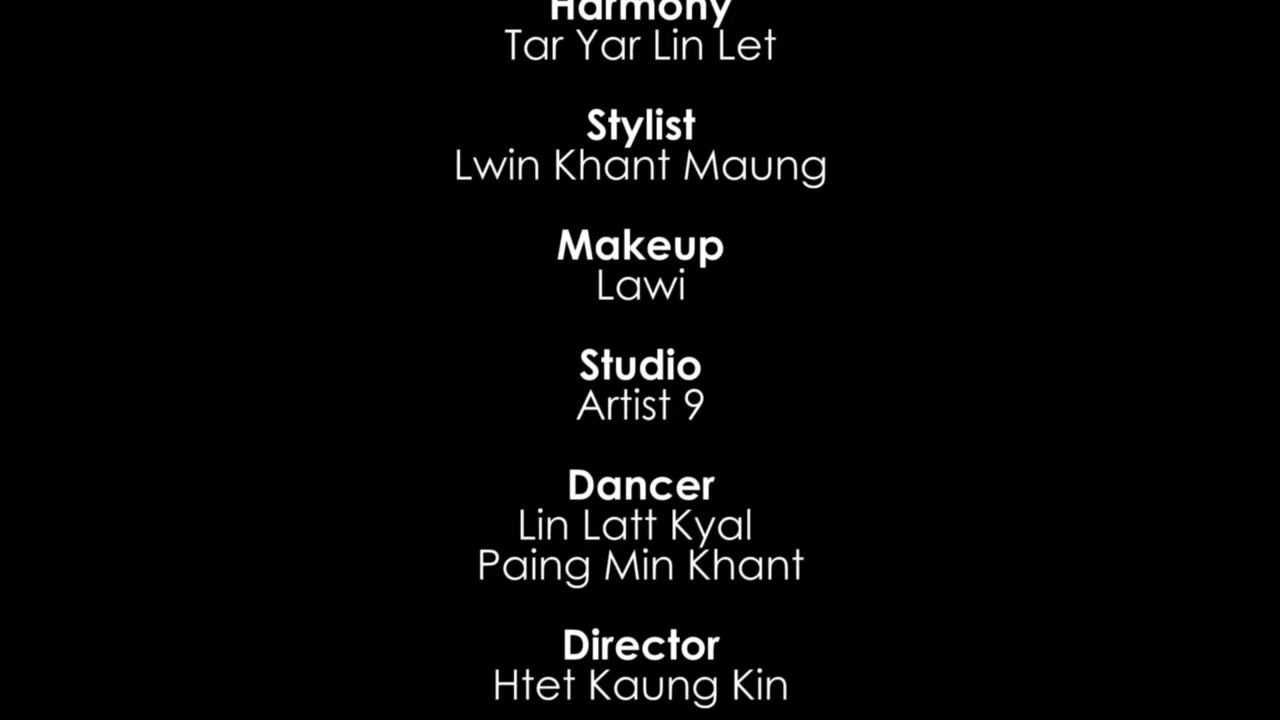 Harmony
Tar Yar Lin Let
Stylist
Lwin Khant Maung
Makeup
Lawi
Studio
Artist 9
Dancer
Lin Latt Kyal
Paing Min Khant
Director
Htet Kaung Kin